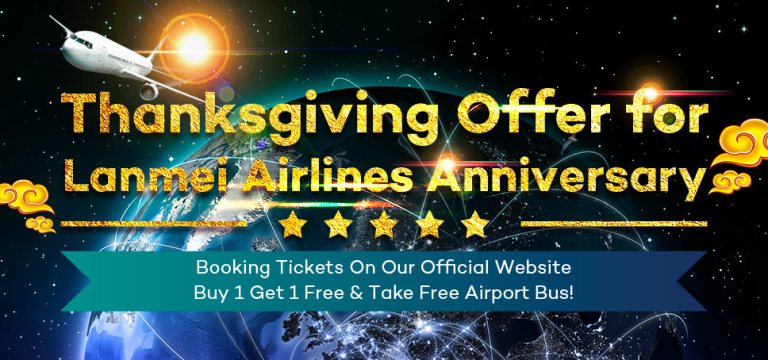 Thanksgiving Offer for
Lanmei Airlines Anniversary
Booking Tickets On Our Official Website
Buy 1 Get 1 Free & Take Free Airport Bus!